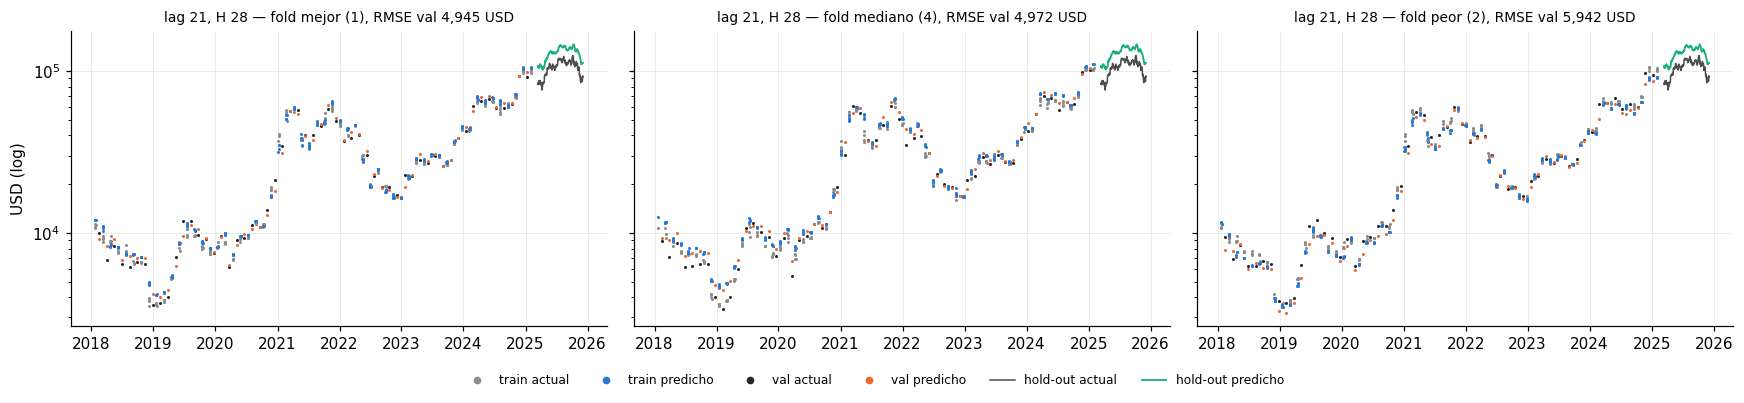 lag 21, H 28 — fold mejor (1), RMSE val 4,945 USD
lag 21, H 28 — fold mediano (4), RMSE val 4,972 USD
lag 21, H 28 — fold peor (2), RMSE val 5,942 USD
USD (log)
10⁵
10⁴
2018 2019 2020 2021 2022 2023 2024 2025 2026
2018 2019 2020 2021 2022 2023 2024 2025 2026
2018 2019 2020 2021 2022 2023 2024 2025 2026
train actual train predicho val actual val predicho hold-out actual hold-out predicho